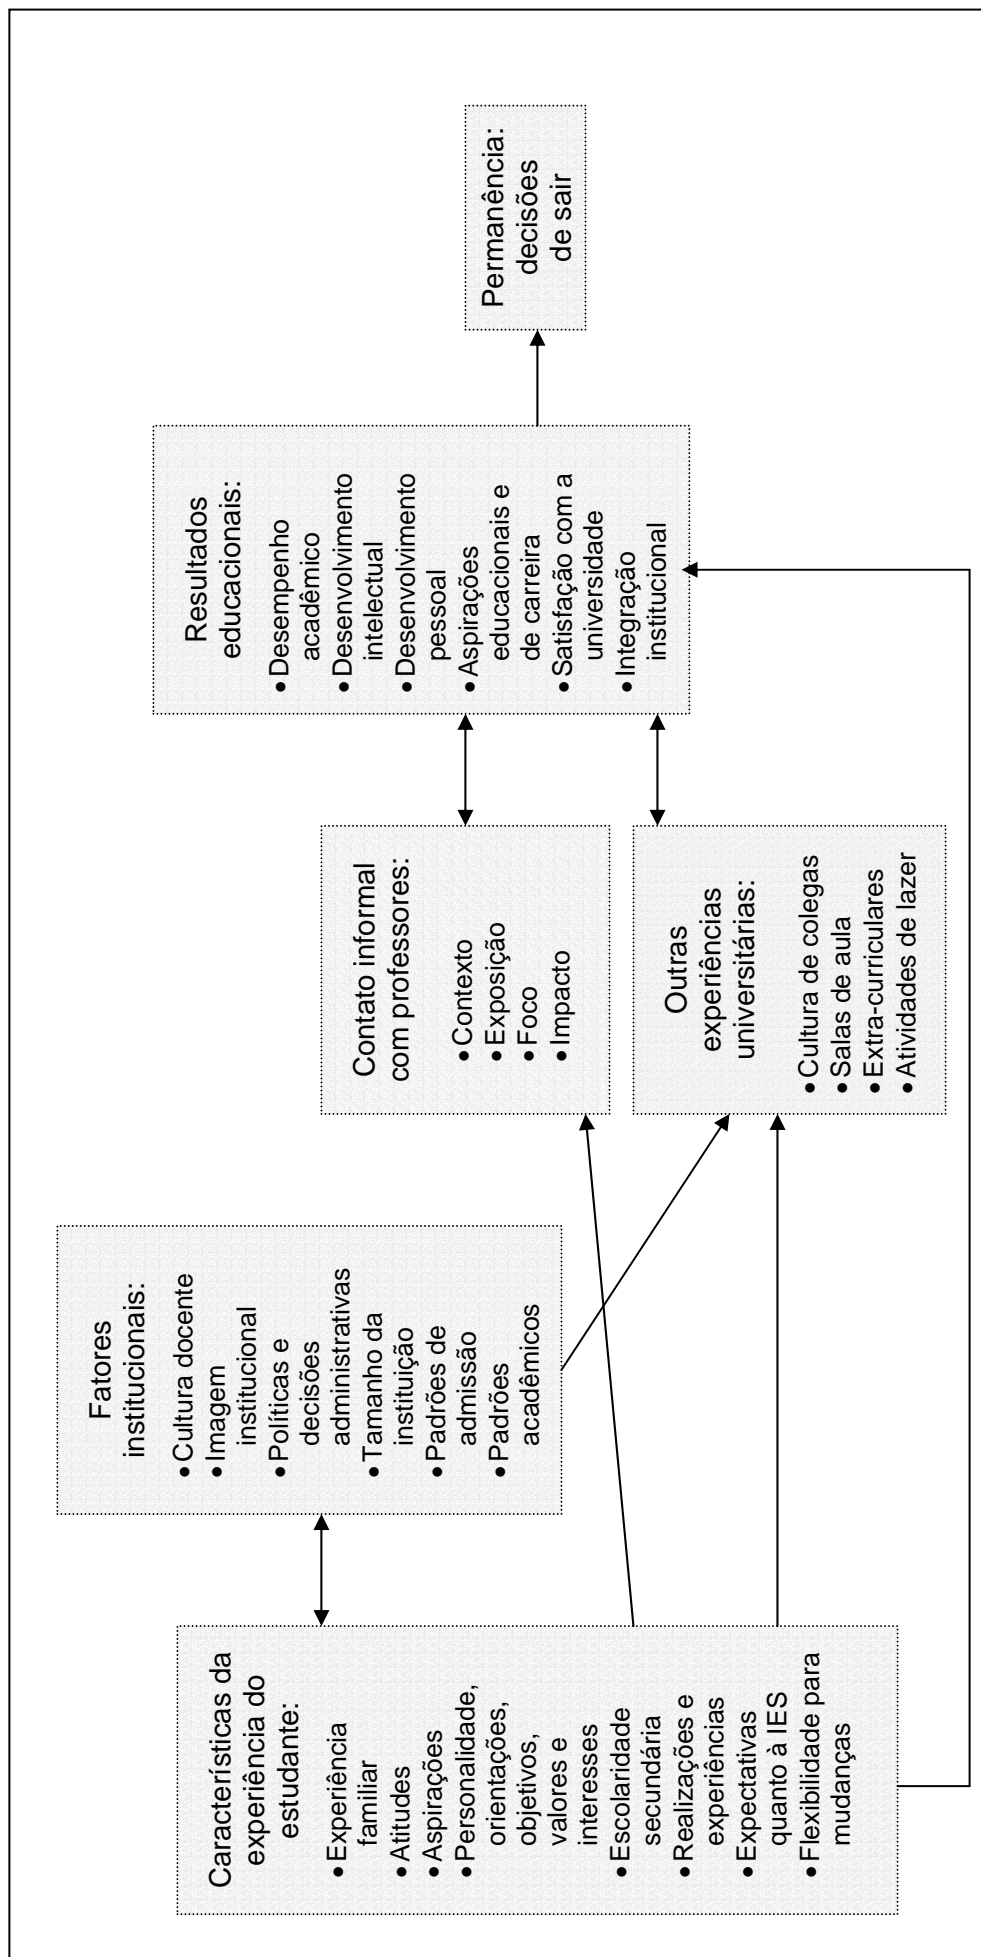 Características da
experiência do
estudante:
• Experiência
familiar
• Atitudes
• Aspirações
• Personalidade,
orientações,
objetivos,
valores e
interesses
• Escolaridade
secundária
• Realizações e
experiências
• Expectativas
quanto à IES
• Flexibilidade para
mudanças
Fatores
institucionais:
• Cultura docente
• Imagem
institucional
• Políticas e
decisões
administrativas
• Tamanho da
instituição
• Padrões de
admissão
• Padrões
acadêmicos
Contato informal
com professores:
• Contexto
• Exposição
• Foco
• Impacto
Outras
experiências
universitárias:
• Cultura de colegas
• Salas de aula
• Extra-curriculares
• Atividades de lazer
Resultados
educacionais:
• Desempenho
acadêmico
• Desenvolvimento
intelectual
• Desenvolvimento
pessoal
• Aspirações
educacionais e
de carreira
• Satisfação com a
universidade
• Integração
institucional
Permanência:
decisões
de sair